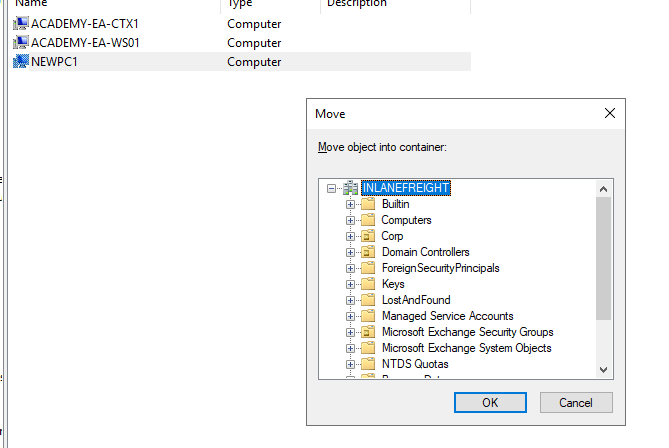 Name Type Description
ACADEMY-EA-CTX1 Computer
ACADEMY-EA-WS01 Computer
NEWPC1 Computer
Move
Move object into container:
INLANEFREIGHT
Builtin
Computers
Corp
Domain Controllers
ForeignSecurityPrincipals
Keys
LostAndFound
Managed Service Accounts
Microsoft Exchange Security Groups
Microsoft Exchange System Objects
NTDS Quotas
OK Cancel